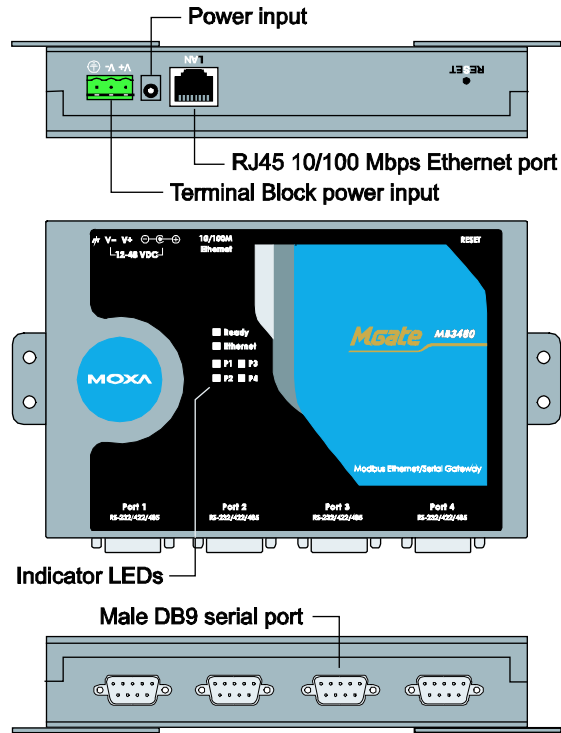 Power input
V+ V-
LAN
RESET
RJ45 10/100 Mbps Ethernet port
Terminal Block power input
V- V+
12-48 VDC
10/100M
Ethernet
RESET
Ready
Ethernet
P1 P3
P2 P4
MOXA
MGate MB3480
Modbus Ethernet/Serial Gateway
Port 1 Port 2 Port 3 Port 4
RS-232/422/485 RS-232/422/485 RS-232/422/485 RS-232/422/485
Indicator LEDs
Male DB9 serial port